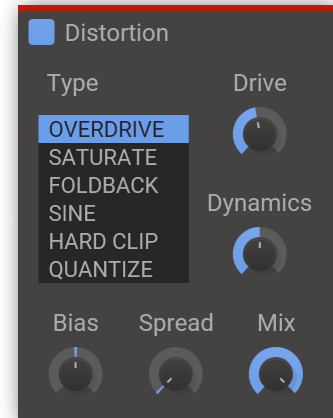 Distortion
Type
Drive
OVERDRIVE
SATURATE
FOLDBACK
SINE
HARD CLIP
QUANTIZE
Dynamics
Bias Spread Mix